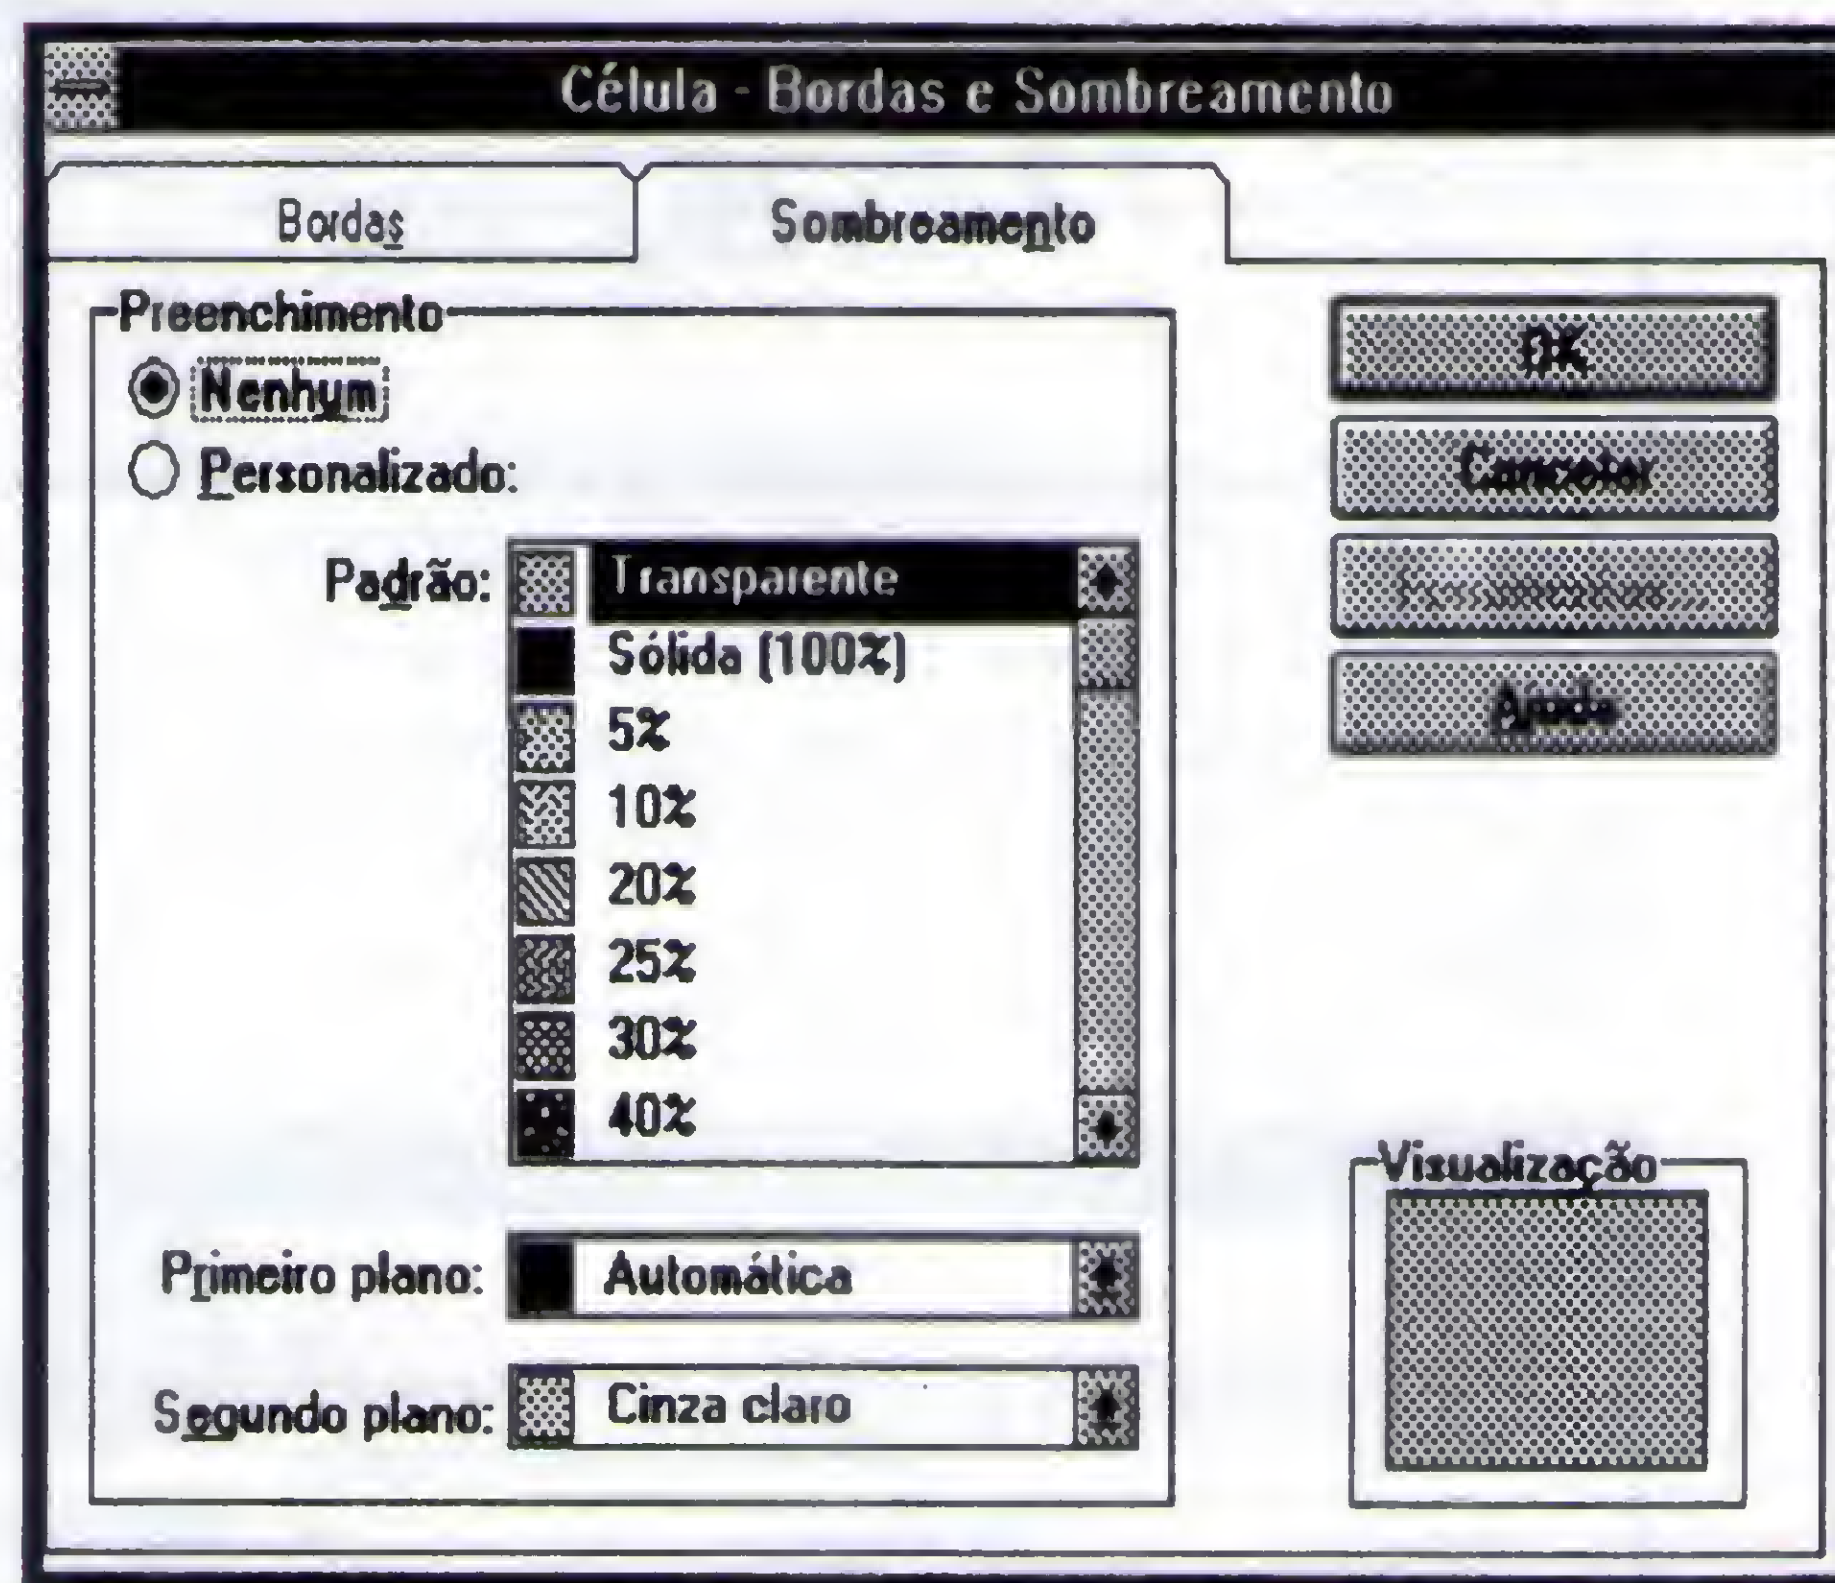 Célula - Bordas e Sombreamento
Bordas
Sombreamento
Preenchimento
Nenhum
Personalizado:
Padrão:
Transparente
Sólida (100%)
5%
10%
20%
25%
30%
40%
Primeiro plano:
Automática
Segundo plano:
Cinza claro
OK
Cancelar
Ajuda
Visualização